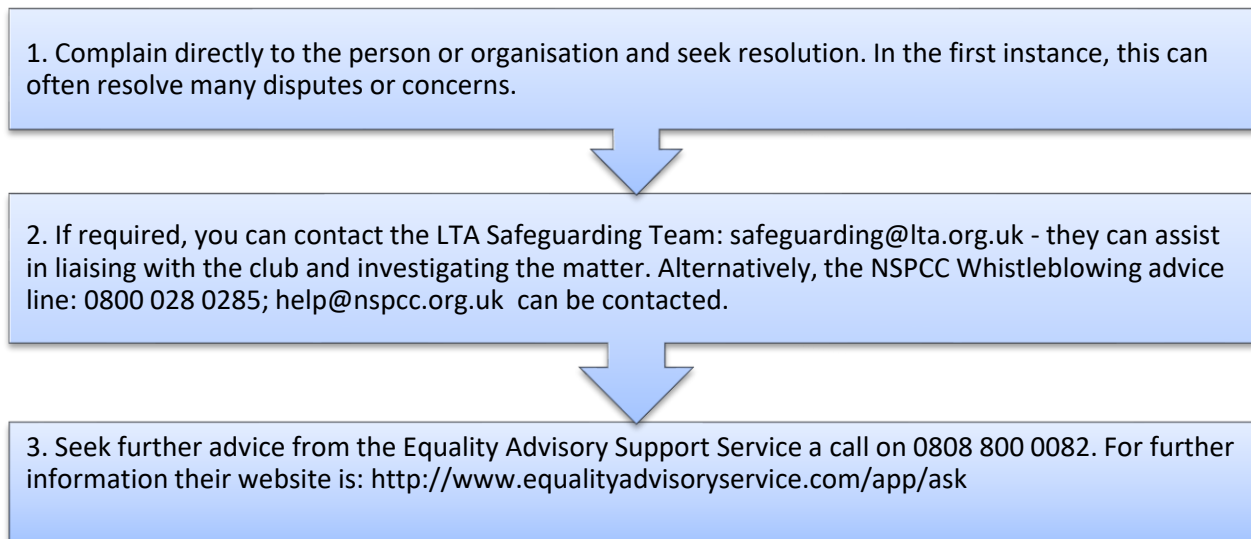 1. Complain directly to the person or organisation and seek resolution. In the first instance, this can
often resolve many disputes or concerns.
2. If required, you can contact the LTA Safeguarding Team: safeguarding@lta.org.uk - they can assist
in liaising with the club and investigating the matter. Alternatively, the NSPCC Whistleblowing advice
line: 0800 028 0285; help@nspcc.org.uk  can be contacted.
3. Seek further advice from the Equality Advisory Support Service a call on 0808 800 0082. For further
information their website is: http://www.equalityadvisoryservice.com/app/ask